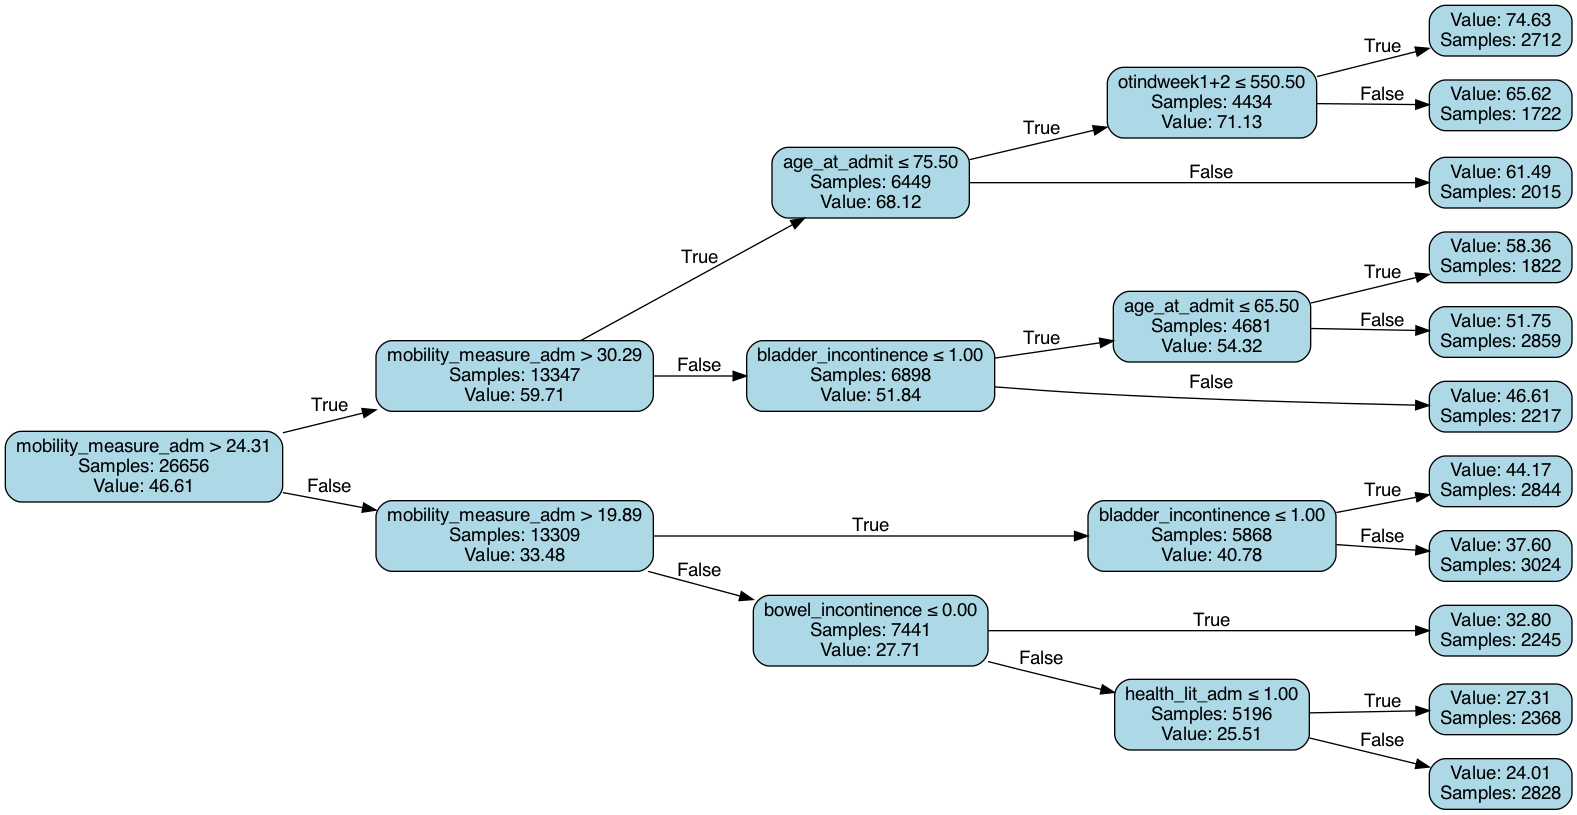 mobility_measure_adm > 24.31
Samples: 26656
Value: 46.61
True
False
mobility_measure_adm > 30.29
Samples: 13347
Value: 59.71
True
False
mobility_measure_adm > 19.89
Samples: 13309
Value: 33.48
True
False
age_at_admit ≤ 75.50
Samples: 6449
Value: 68.12
True
False
bladder_incontinence ≤ 1.00
Samples: 6898
Value: 51.84
True
False
bowel_incontinence ≤ 0.00
Samples: 7441
Value: 27.71
True
False
otindweek1+2 ≤ 550.50
Samples: 4434
Value: 71.13
True
False
age_at_admit ≤ 65.50
Samples: 4681
Value: 54.32
True
False
bladder_incontinence ≤ 1.00
Samples: 5868
Value: 40.78
True
False
health_lit_adm ≤ 1.00
Samples: 5196
Value: 25.51
True
False
Value: 74.63
Samples: 2712
Value: 65.62
Samples: 1722
Value: 61.49
Samples: 2015
Value: 58.36
Samples: 1822
Value: 51.75
Samples: 2859
Value: 46.61
Samples: 2217
Value: 44.17
Samples: 2844
Value: 37.60
Samples: 3024
Value: 32.80
Samples: 2245
Value: 27.31
Samples: 2368
Value: 24.01
Samples: 2828